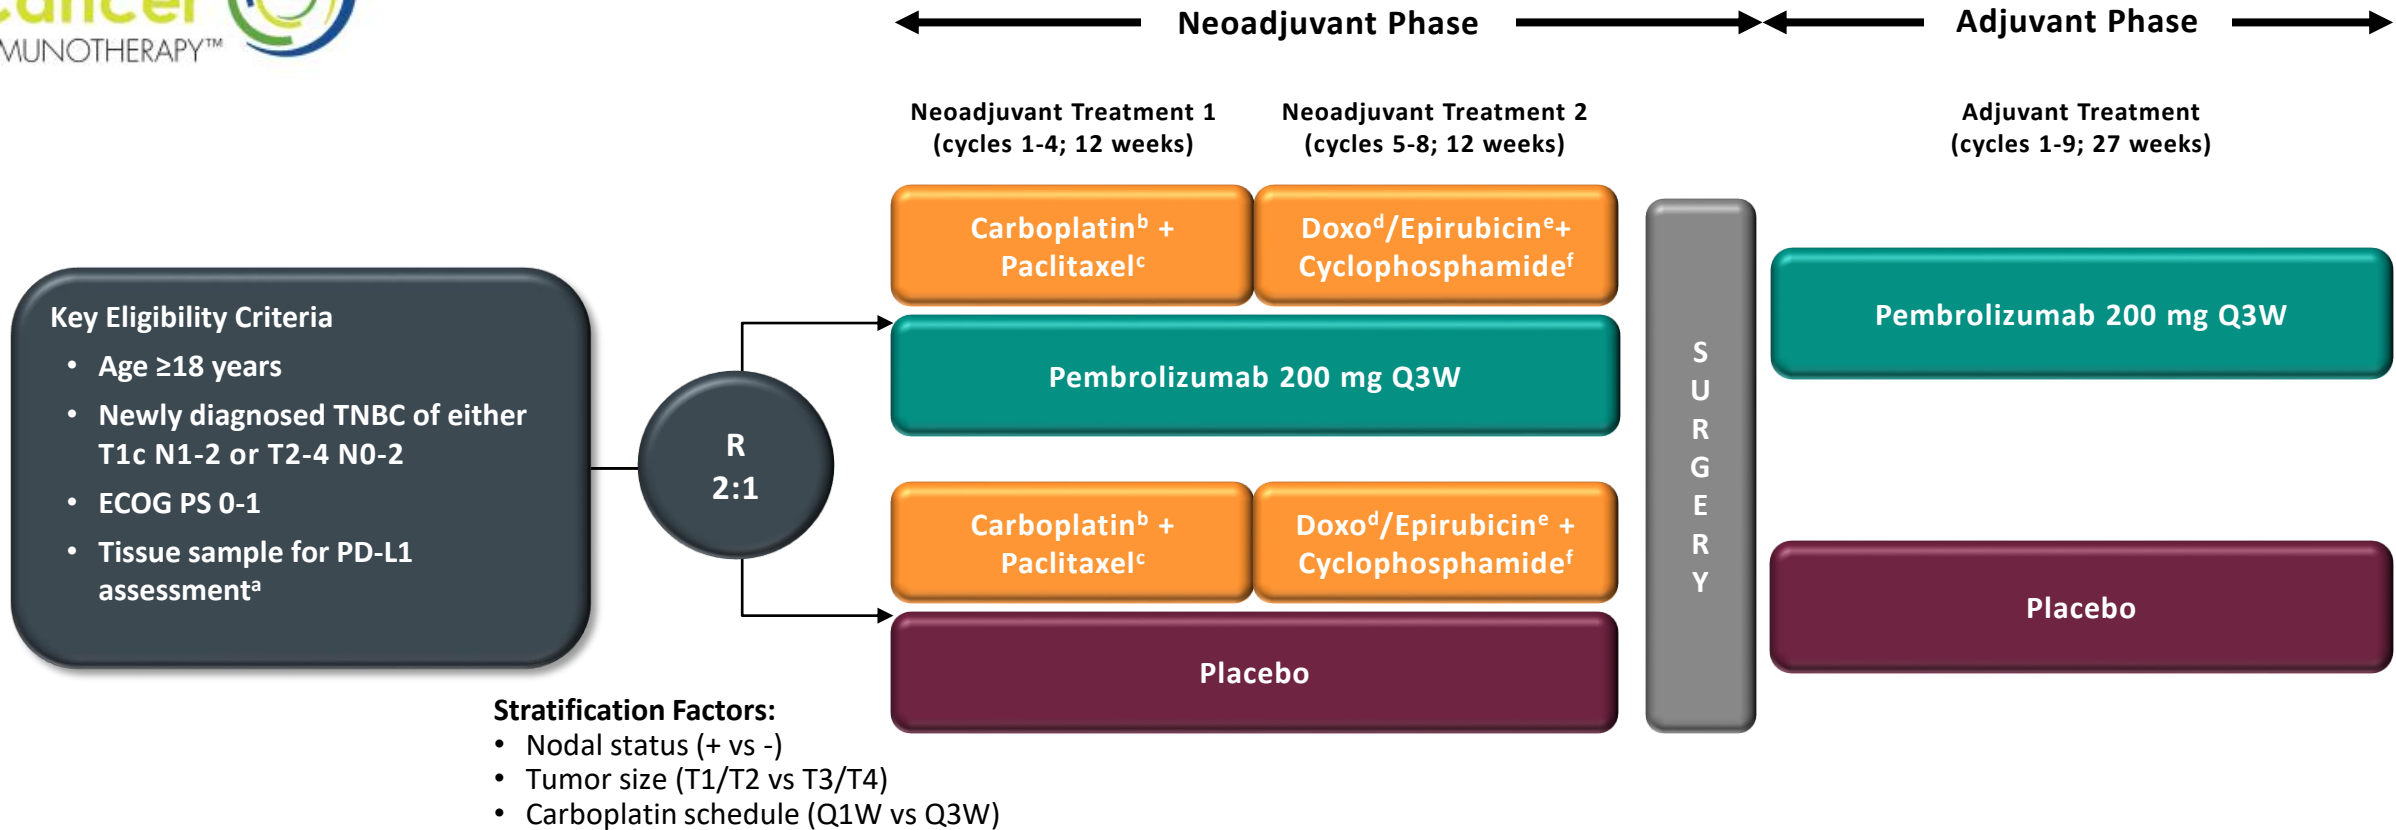 Cancer
MUNOTHERAPY™
Neoadjuvant Phase
Adjuvant Phase
Neoadjuvant Treatment 1
(cycles 1-4; 12 weeks)
Neoadjuvant Treatment 2
(cycles 5-8; 12 weeks)
Adjuvant Treatment
(cycles 1-9; 27 weeks)
Key Eligibility Criteria
• Age ≥18 years
• Newly diagnosed TNBC of either
T1c N1-2 or T2-4 N0-2
• ECOG PS 0-1
• Tissue sample for PD-L1
assessmentᵃ
R
2:1
Carboplatinᵇ +
Paclitaxelᶜ
Doxoᵈ/Epirubicinᵉ+
Cyclophosphamideᶠ
Pembrolizumab 200 mg Q3W
Carboplatinᵇ +
Paclitaxelᶜ
Doxoᵈ/Epirubicinᵉ +
Cyclophosphamideᶠ
Placebo
SURGERY
Pembrolizumab 200 mg Q3W
Placebo
Stratification Factors:
• Nodal status (+ vs -)
• Tumor size (T1/T2 vs T3/T4)
• Carboplatin schedule (Q1W vs Q3W)